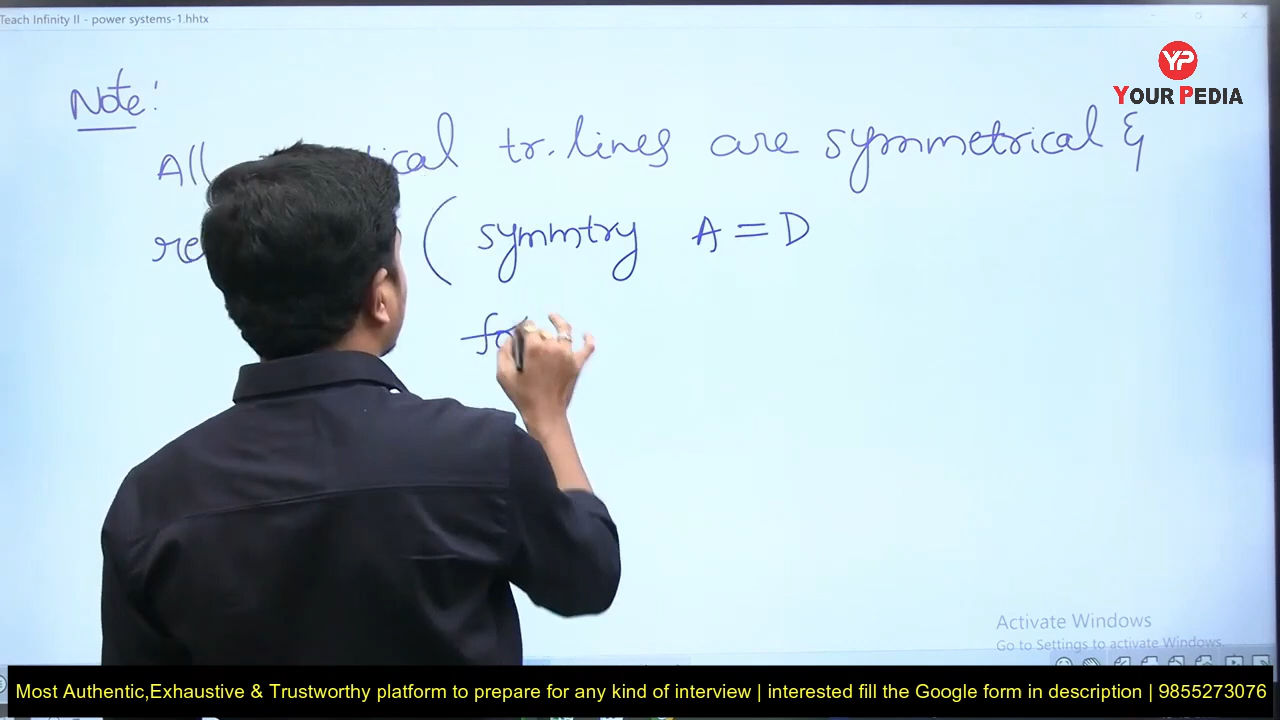 Teach Infinity II - power systems-1.hhtx
YP
YOUR PEDIA
Note:
All tr. lines are symmetrical &
( symmtry A = D
Activate Windows
Go to Settings to activate Windows.
Most Authentic,Exhaustive & Trustworthy platform to prepare for any kind of interview | interested fill the Google form in description | 9855273076